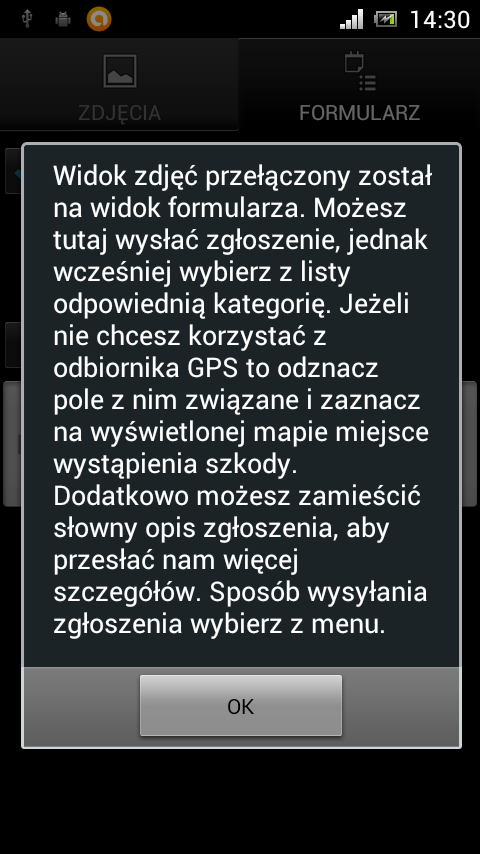 14:30
ZDJĘCIA
FORMULARZ
Widok zdjęć przełączony został
na widok formularza. Możesz
tutaj wysłać zgłoszenie, jednak
wcześniej wybierz z listy
odpowiednią kategorię. Jeżeli
nie chcesz korzystać z
odbiornika GPS to odznacz
pole z nim związane i zaznacz
na wyświetlonej mapie miejsce
wystąpienia szkody.
Dodatkowo możesz zamieścić
słowny opis zgłoszenia, aby
przesłać nam więcej
szczegółów. Sposób wysyłania
zgłoszenia wybierz z menu.
OK